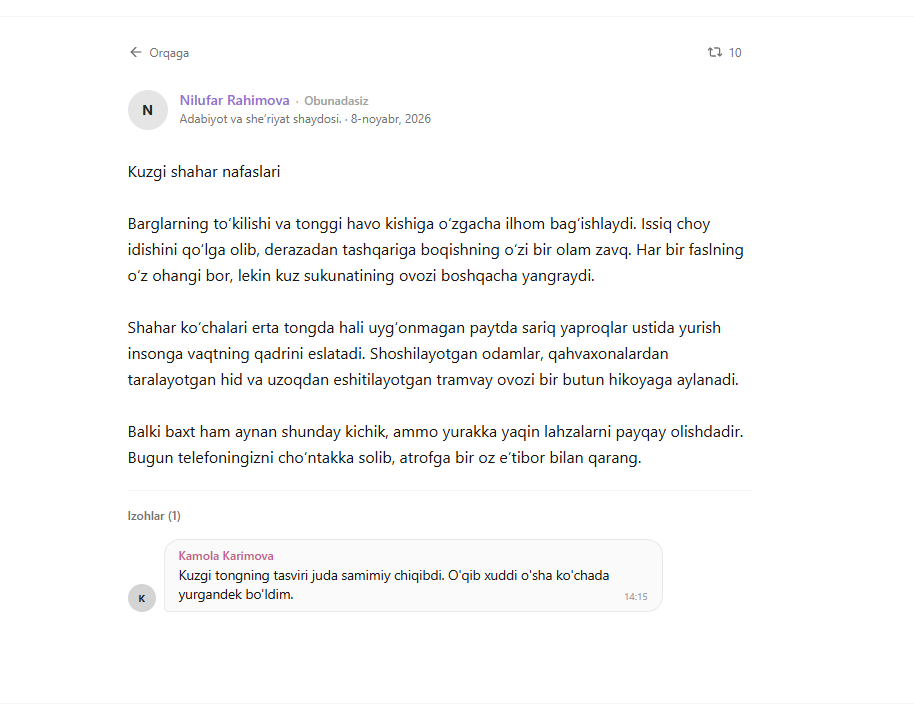 Orqaga
10
N
Nilufar Rahimova · Obunadasiz
Adabiyot va sheʼriyat shaydosi. · 8-noyabr, 2026
Kuzgi shahar nafaslari
Barglarning toʻkilishi va tonggi havo kishiga oʻzgacha ilhom bagʻishlaydi. Issiq choy
idishini qoʻlga olib, derazadan tashqariga boqishning oʻzi bir olam zavq. Har bir faslning
oʻz ohangi bor, lekin kuz sukunatining ovozi boshqacha yangraydi.
Shahar koʻchalari erta tongda hali uygʻonmagan paytda sariq yaproqlar ustida yurish
insonga vaqtning qadrini eslatadi. Shoshilayotgan odamlar, qahvaxonalardan
taralayotgan hid va uzoqdan eshitilayotgan tramvay ovozi bir butun hikoyaga aylanadi.
Balki baxt ham aynan shunday kichik, ammo yurakka yaqin lahzalarni payqay olishdadir.
Bugun telefoningizni choʻntakka solib, atrofga bir oz eʼtibor bilan qarang.
Izohlar (1)
Kamola Karimova
Kuzgi tongning tasviri juda samimiy chiqibdi. O'qib xuddi o'sha ko'chada
yurgandek bo'ldim.
14:15
K